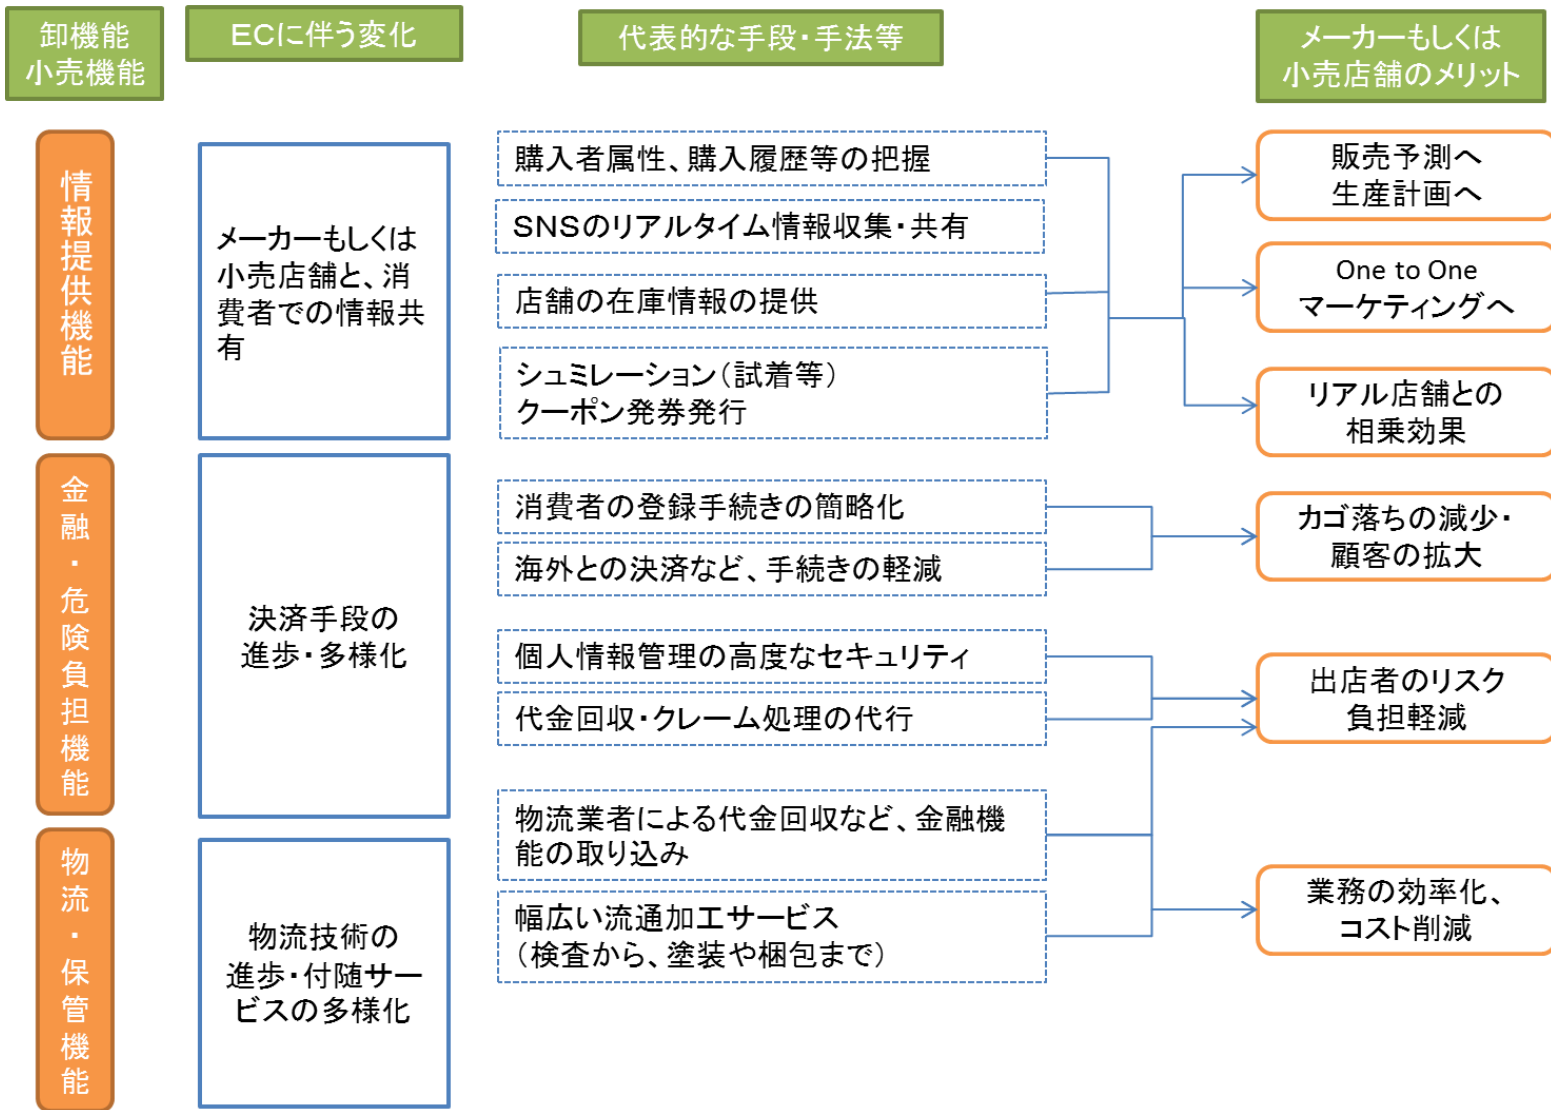 卸機能
小売機能
ECに伴う変化
代表的な手段・手法等
メーカーもしくは
小売店舗のメリット
情報提供機能
メーカーもしくは
小売店舗と、消
費者での情報共
有
購入者属性、購入履歴等の把握
SNSのリアルタイム情報収集・共有
店舗の在庫情報の提供
シュミレーション(試着等)
クーポン発券発行
販売予測へ
生産計画へ
One to One
マーケティングへ
リアル店舗との
相乗効果
金融・危険負担機能
決済手段の
進歩・多様化
消費者の登録手続きの簡略化
海外との決済など、手続きの軽減
個人情報管理の高度なセキュリティ
代金回収・クレーム処理の代行
カゴ落ちの減少・
顧客の拡大
出店者のリスク
負担軽減
物流・保管機能
物流技術の
進歩・付随サー
ビスの多様化
物流業者による代金回収など、金融機
能の取り込み
幅広い流通加工サービス
(検査から、塗装や梱包まで)
業務の効率化、
コスト削減